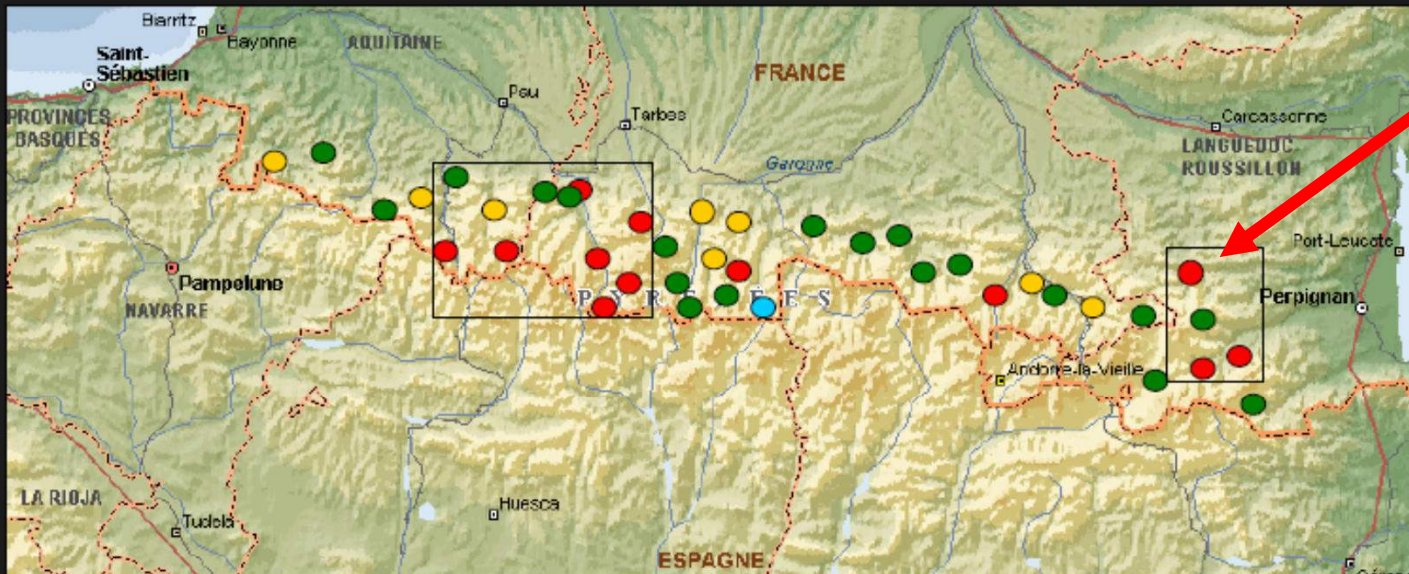 Biarritz
Bayonne
AQUITAINE
Saint-
Sébastien
Pau
FRANCE
Tarbes
Carcassonne
PROVINCES
BASQUES
LANGUEDOC
ROUSSILLON
Garonne
Port-Leucate
Pampelune
NAVARRE
PYRÉNÉES
Perpignan
Andorre-la-Vieille
LA RIOJA
Huesca
Tudela
ESPAGNE